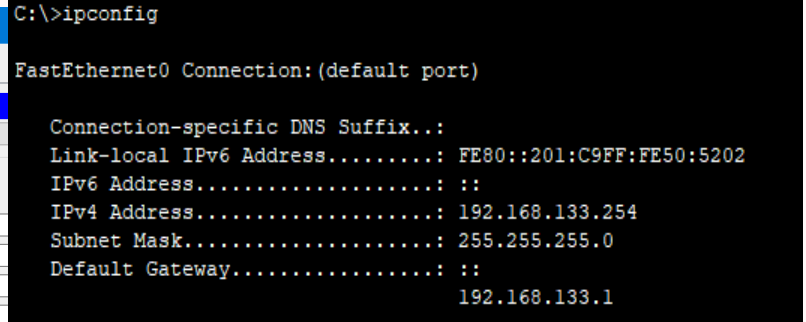 C:\>ipconfig
FastEthernet0 Connection:(default port)
Connection-specific DNS Suffix..:
Link-local IPv6 Address.........: FE80::201:C9FF:FE50:5202
IPv6 Address....................: ::
IPv4 Address....................: 192.168.133.254
Subnet Mask.....................: 255.255.255.0
Default Gateway.................: ::
192.168.133.1